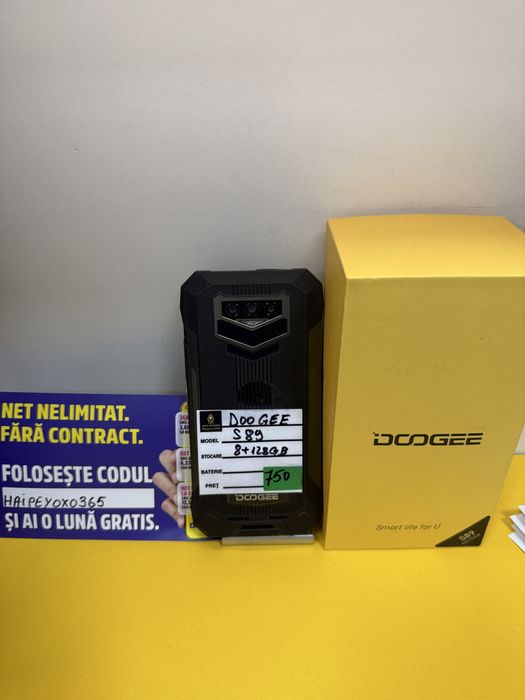 NET NELIMITAT.
FĂRĂ CONTRACT.
FOLOSEȘTE CODUL
HAIPEYOXO365
ȘI AI O LUNĂ GRATIS.
DOOGEE
MODEL S89
STOCARE 8+128GB
BATERIE
PREȚ 750
DOOGEE
DOOGEE
Smart life for U
S89